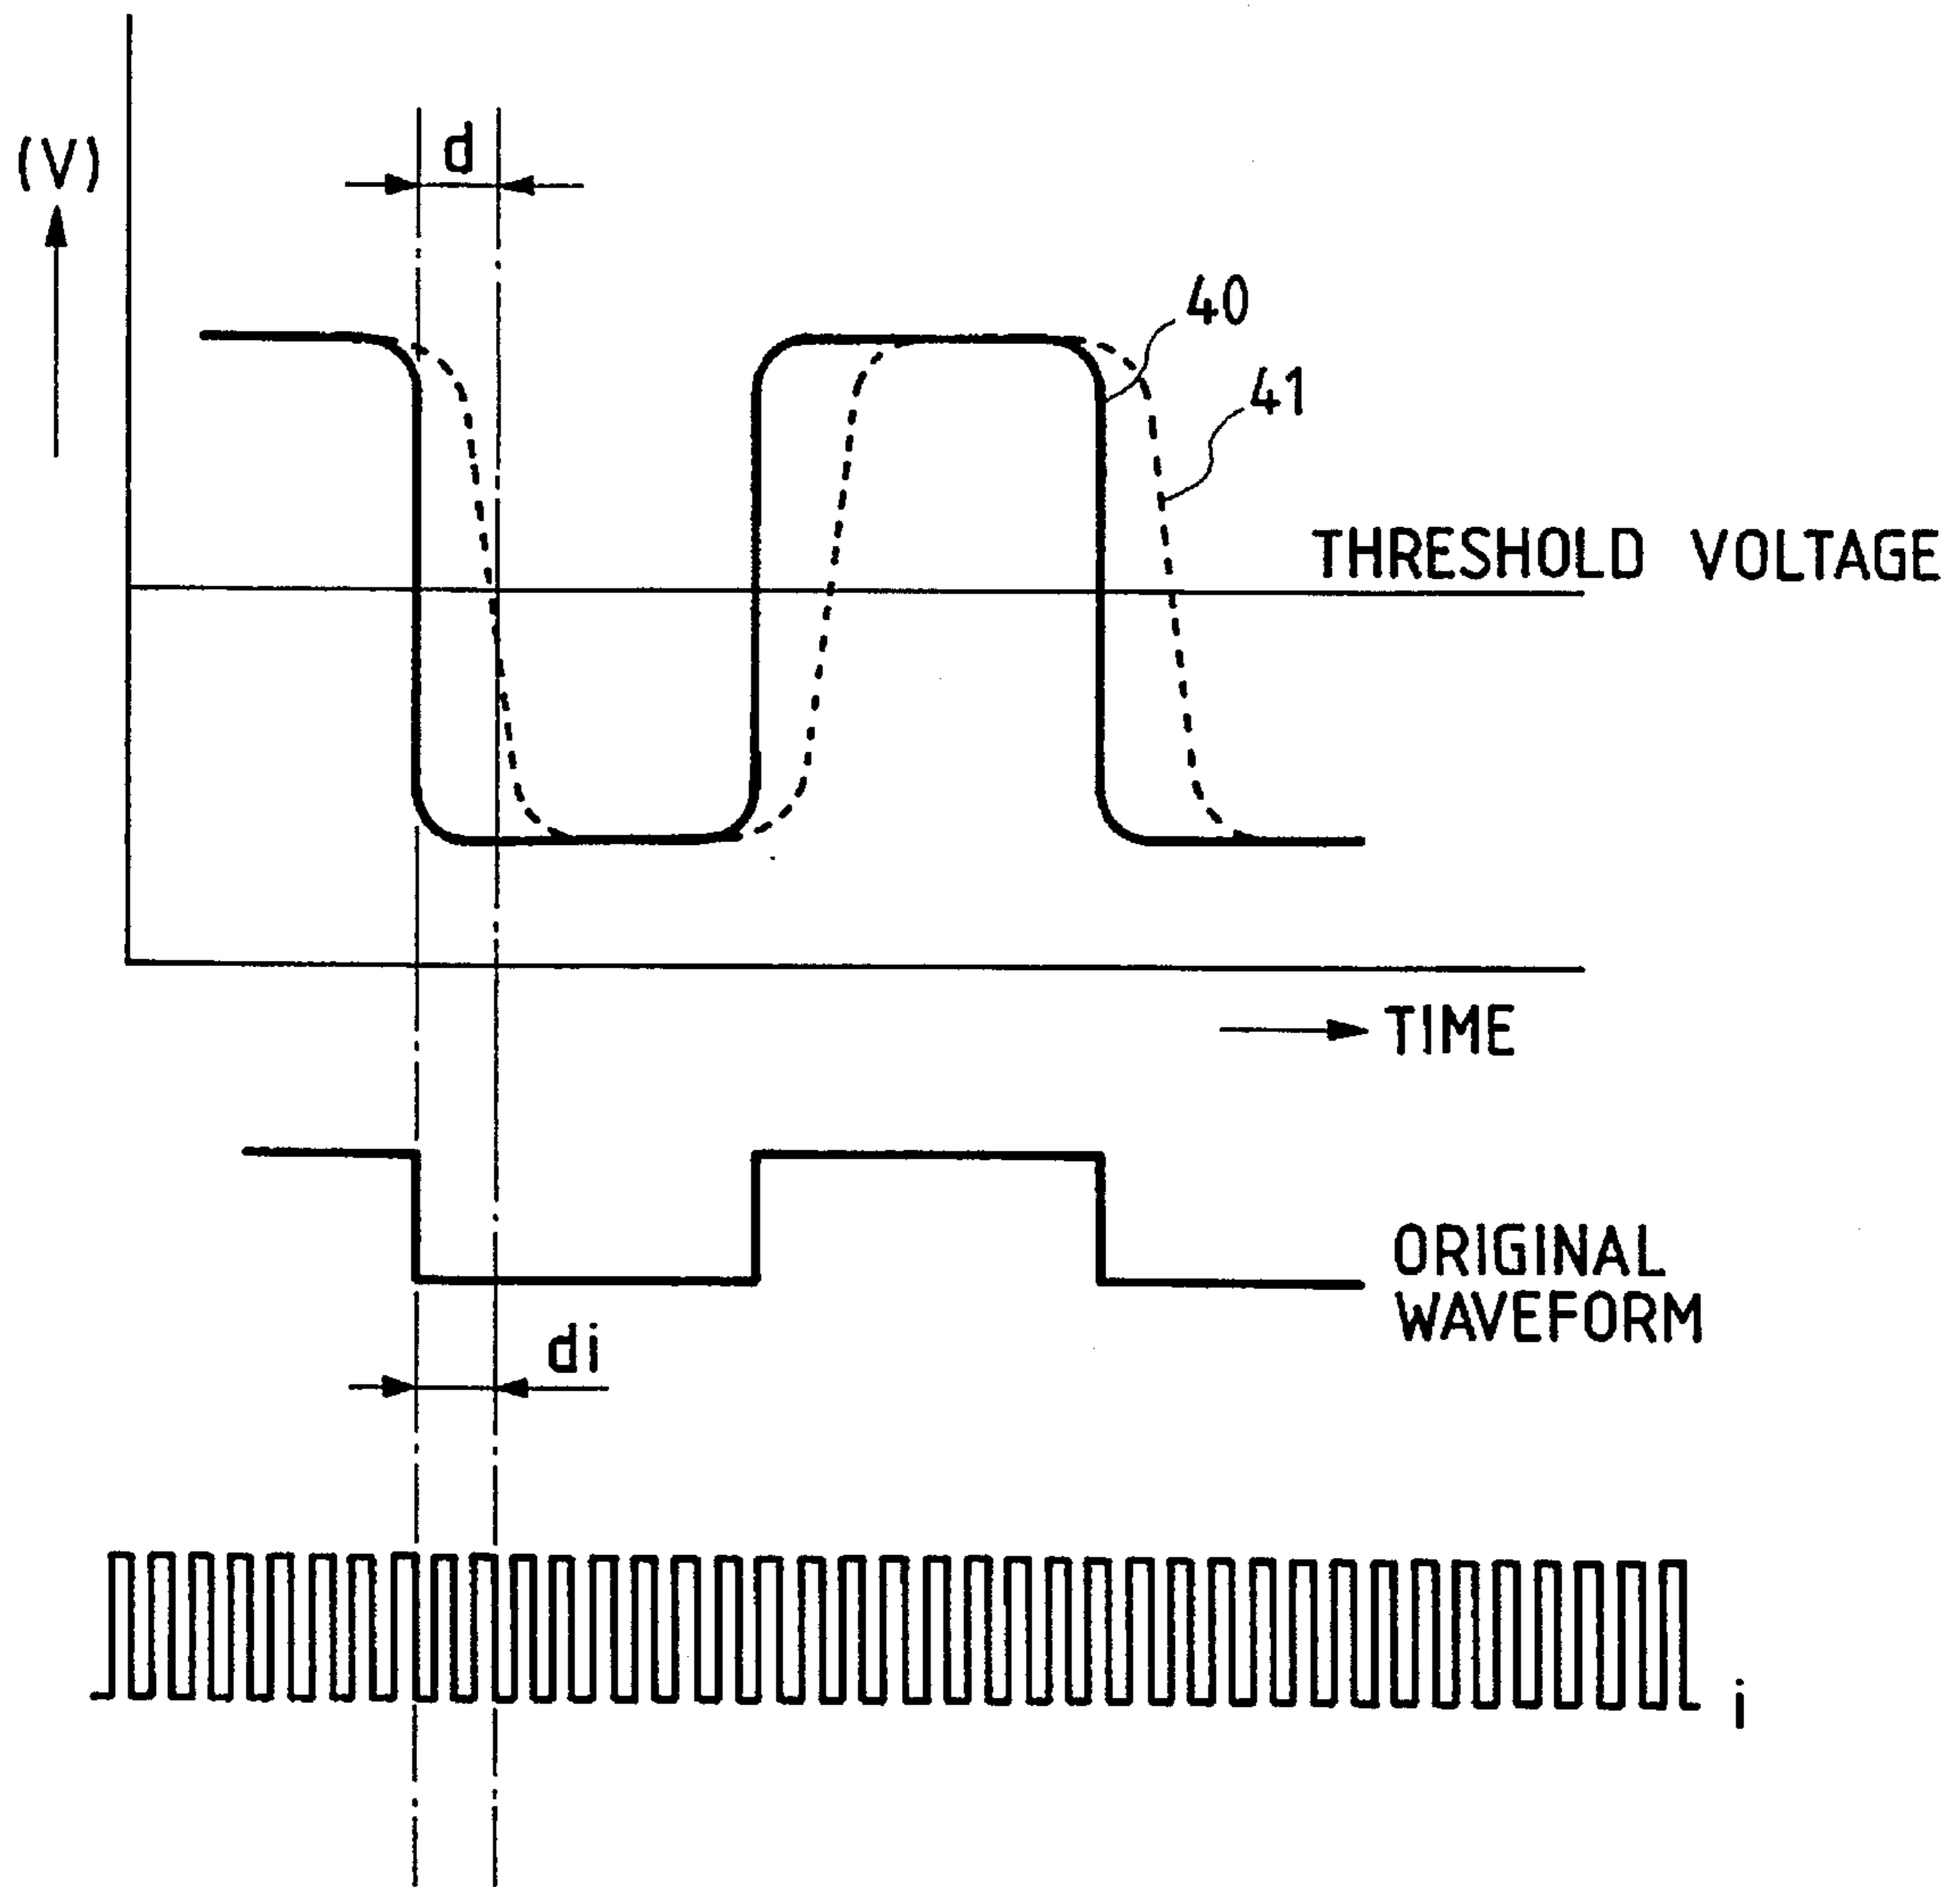 (V)
d
40
41
THRESHOLD VOLTAGE
TIME
ORIGINAL
WAVEFORM
di
i